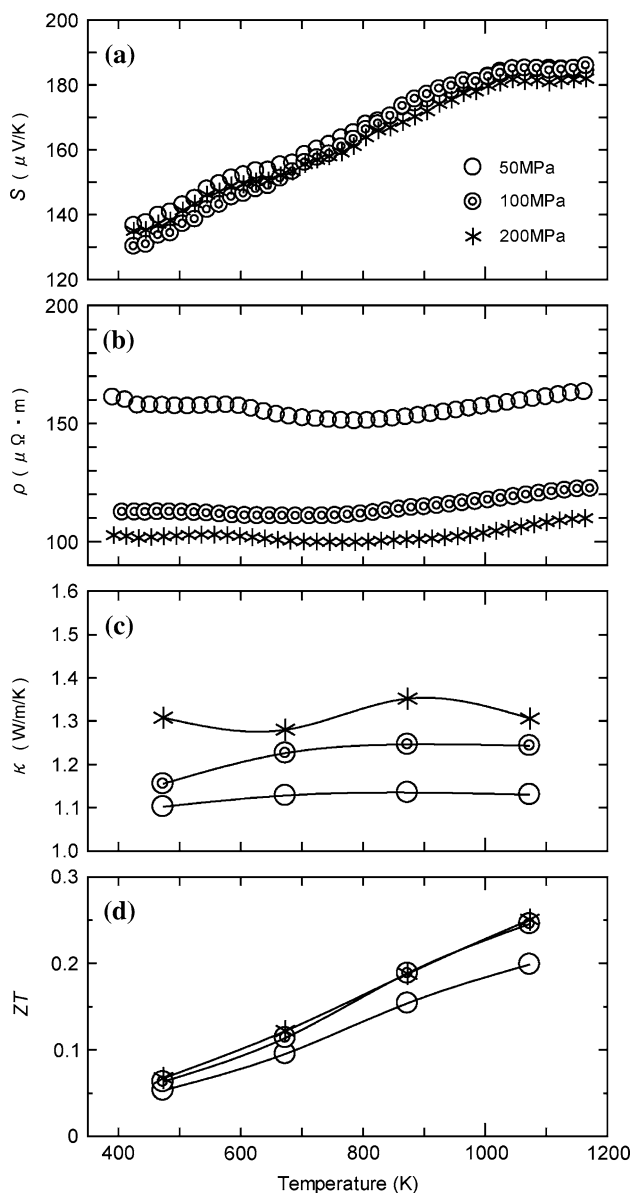 200
180
160
140
120
S ( μV/K)
(a)
50MPa
100MPa
200MPa
200
150
100
ρ ( μΩ・m)
(b)
1.6
1.5
1.4
1.3
1.2
1.1
1.0
κ (W/m/K)
(c)
0.3
0.2
0.1
0
ZT
(d)
400 600 800 1000 1200
Temperature (K)